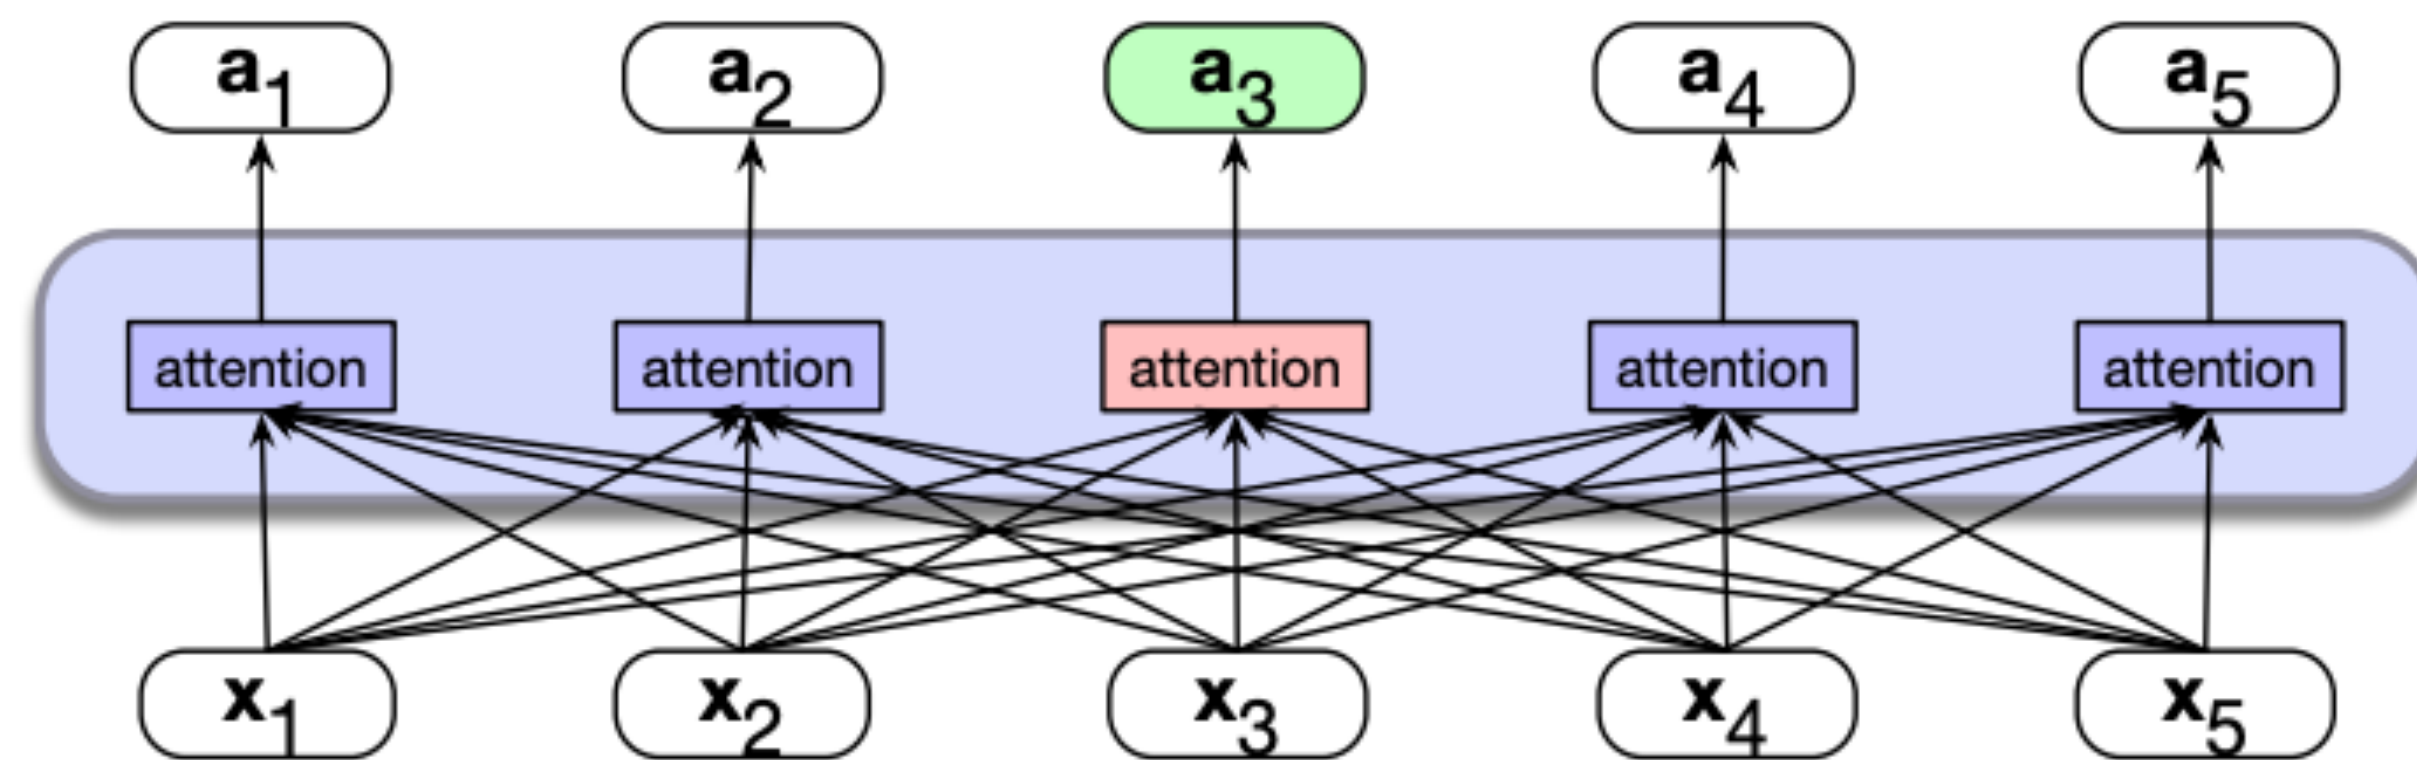 a1 a2 a3 a4 a5
attention attention attention attention attention
x1 x2 x3 x4 x5